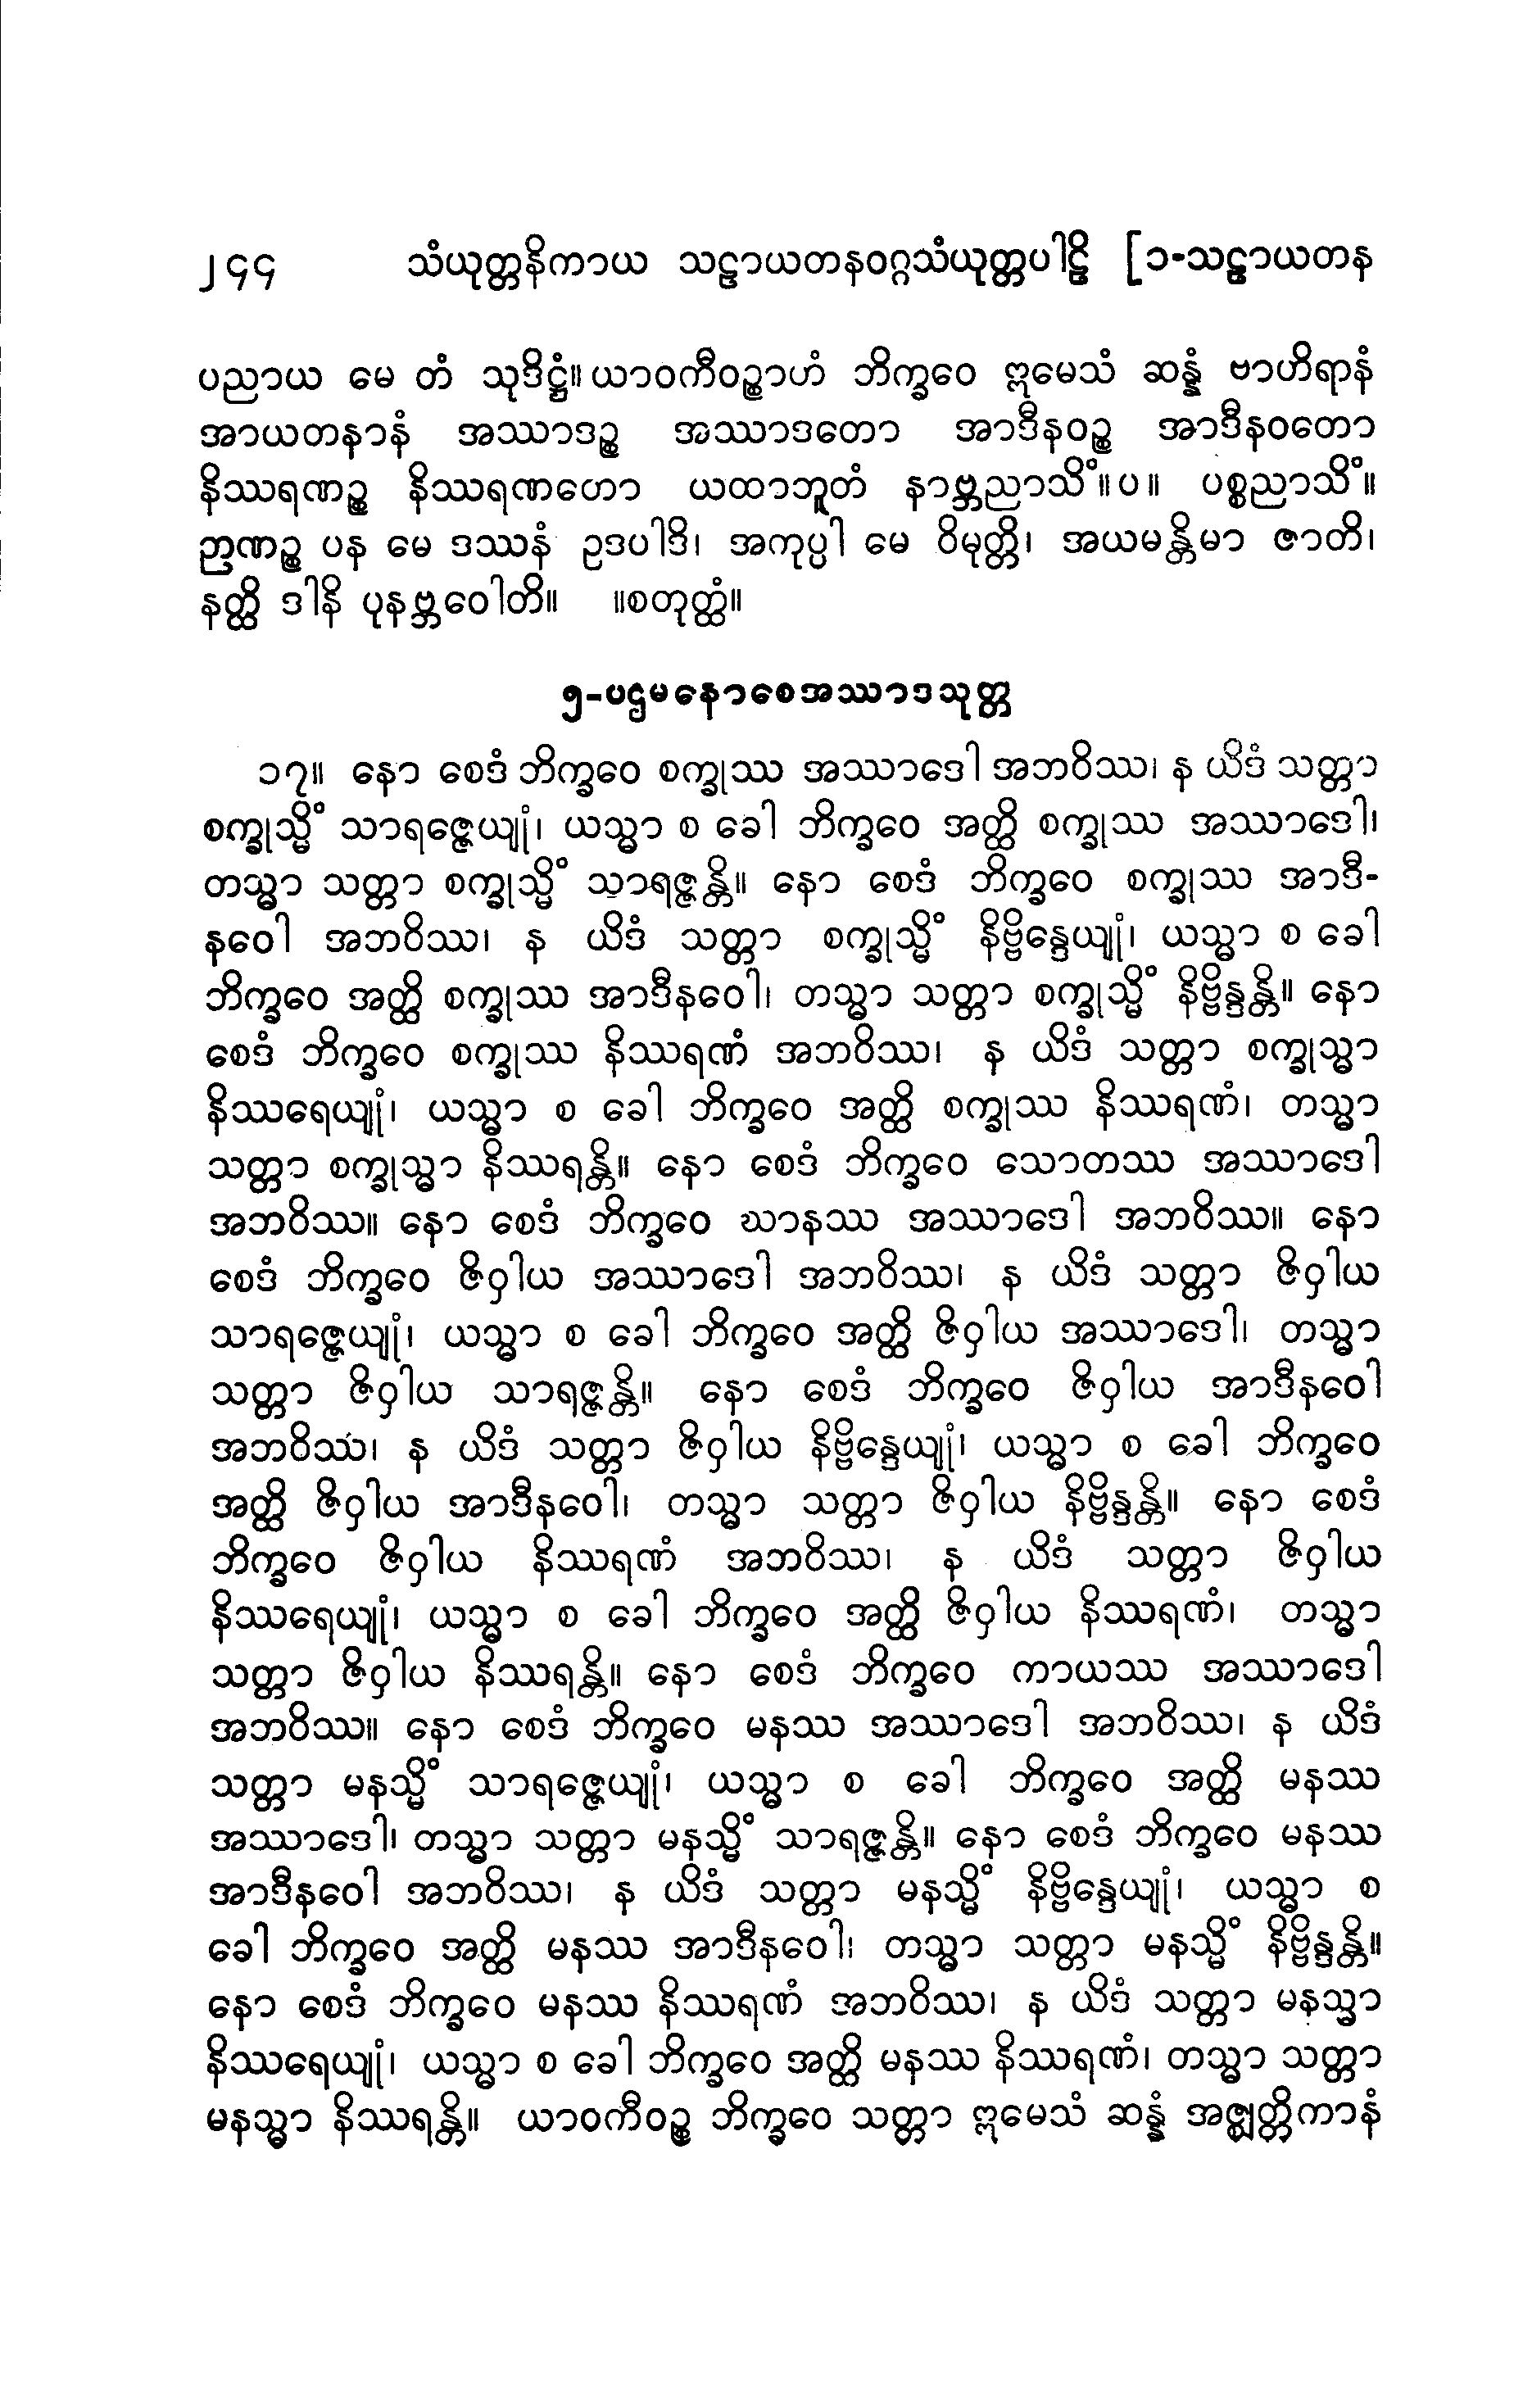 ၂၄၄ သံယုတ္တနိကာယ သဠာယတနဝဂ္ဂသံယုတ္တပါဠိ [၁-သဠာယတန
ပညာယ မေ တံ သုဒိဋ္ဌံ။ ယာဝကီဝဉ္စာဟံ ဘိက္ခဝေ ဣမေသံ ဆန္နံ ဗာဟိရာနံ
အာယတနာနံ အဿာဒဉ္စ အဿာဒတော အာဒီနဝဉ္စ အာဒီနဝတော
နိဿရဏဉ္စ နိဿရဏတော ယထာဘူတံ နာဗ္ဘညာသိံ။ပ။ ပစ္စညာသိံ။
ဉာဏဉ္စ ပန မေ ဒဿနံ ဥဒပါဒိ၊ အကုပ္ပါ မေ ဝိမုတ္တိ၊ အယမန္တိမာ ဇာတိ၊
နတ္ထိ ဒါနိ ပုနဗ္ဘဝေါတိ။ ။စတုတ္ထံ။
၅-ပဌမနောစေအဿာဒသုတ္တ
၁၇။ နော စေဒံ ဘိက္ခဝေ စက္ခုဿ အဿာဒေါ အဘဝိဿ၊ န ယိဒံ သတ္တာ
စက္ခုသ္မိံ သာရဇ္ဇေယျုံ၊ ယသ္မာ စ ခေါ ဘိက္ခဝေ အတ္ထိ စက္ခုဿ အဿာဒေါ၊
တသ္မာ သတ္တာ စက္ခုသ္မိံ သာရဇ္ဇန္တိ။ နော စေဒံ ဘိက္ခဝေ စက္ခုဿ အာဒီ-
နဝေါ အဘဝိဿ၊ န ယိဒံ သတ္တာ စက္ခုသ္မိံ နိဗ္ဗိန္ဒေယျုံ၊ ယသ္မာ စ ခေါ
ဘိက္ခဝေ အတ္ထိ စက္ခုဿ အာဒီနဝေါ၊ တသ္မာ သတ္တာ စက္ခုသ္မိံ နိဗ္ဗိန္ဒန္တိ။ နော
စေဒံ ဘိက္ခဝေ စက္ခုဿ နိဿရဏံ အဘဝိဿ၊ န ယိဒံ သတ္တာ စက္ခုသ္မာ
နိဿရေယျုံ၊ ယသ္မာ စ ခေါ ဘိက္ခဝေ အတ္ထိ စက္ခုဿ နိဿရဏံ၊ တသ္မာ
သတ္တာ စက္ခုသ္မာ နိဿရန္တိ။ နော စေဒံ ဘိက္ခဝေ သောတဿ အဿာဒေါ
အဘဝိဿ။ နော စေဒံ ဘိက္ခဝေ ဃာနဿ အဿာဒေါ အဘဝိဿ။ နော
စေဒံ ဘိက္ခဝေ ဇိဝှါယ အဿာဒေါ အဘဝိဿ၊ န ယိဒံ သတ္တာ ဇိဝှါယ
သာရဇ္ဇေယျုံ၊ ယသ္မာ စ ခေါ ဘိက္ခဝေ အတ္ထိ ဇိဝှါယ အဿာဒေါ၊ တသ္မာ
သတ္တာ ဇိဝှါယ သာရဇ္ဇန္တိ။ နော စေဒံ ဘိက္ခဝေ ဇိဝှါယ အာဒီနဝေါ
အဘဝိဿ၊ န ယိဒံ သတ္တာ ဇိဝှါယ နိဗ္ဗိန္ဒေယျုံ၊ ယသ္မာ စ ခေါ ဘိက္ခဝေ
အတ္ထိ ဇိဝှါယ အာဒီနဝေါ၊ တသ္မာ သတ္တာ ဇိဝှါယ နိဗ္ဗိန္ဒန္တိ။ နော စေဒံ
ဘိက္ခဝေ ဇိဝှါယ နိဿရဏံ အဘဝိဿ၊ န ယိဒံ သတ္တာ ဇိဝှါယ
နိဿရေယျုံ၊ ယသ္မာ စ ခေါ ဘိက္ခဝေ အတ္ထိ ဇိဝှါယ နိဿရဏံ၊ တသ္မာ
သတ္တာ ဇိဝှါယ နိဿရန္တိ။ နော စေဒံ ဘိက္ခဝေ ကာယဿ အဿာဒေါ
အဘဝိဿ။ နော စေဒံ ဘိက္ခဝေ မနဿ အဿာဒေါ အဘဝိဿ၊ န ယိဒံ
သတ္တာ မနသ္မိံ သာရဇ္ဇေယျုံ၊ ယသ္မာ စ ခေါ ဘိက္ခဝေ အတ္ထိ မနဿ
အဿာဒေါ၊ တသ္မာ သတ္တာ မနသ္မိံ သာရဇ္ဇန္တိ။ နော စေဒံ ဘိက္ခဝေ မနဿ
အာဒီနဝေါ အဘဝိဿ၊ န ယိဒံ သတ္တာ မနသ္မိံ နိဗ္ဗိန္ဒေယျုံ၊ ယသ္မာ စ
ခေါ ဘိက္ခဝေ အတ္ထိ မနဿ အာဒီနဝေါ၊ တသ္မာ သတ္တာ မနသ္မိံ နိဗ္ဗိန္ဒန္တိ။
နော စေဒံ ဘိက္ခဝေ မနဿ နိဿရဏံ အဘဝိဿ၊ န ယိဒံ သတ္တာ မနသ္မာ
နိဿရေယျုံ၊ ယသ္မာ စ ခေါ ဘိက္ခဝေ အတ္ထိ မနဿ နိဿရဏံ၊ တသ္မာ သတ္တာ
မနသ္မာ နိဿရန္တိ။ ယာဝကီဝဉ္စ ဘိက္ခဝေ သတ္တာ ဣမေသံ ဆန္နံ အဇ္ဈတ္တိကာနံ